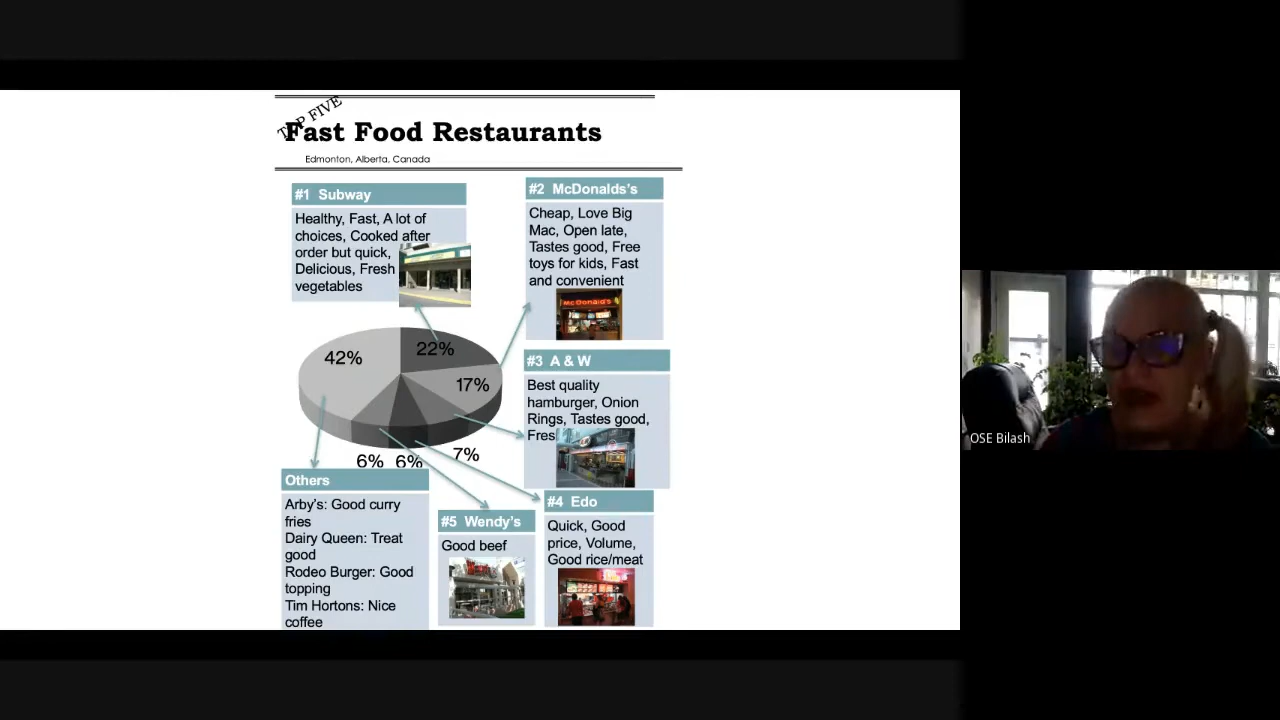 TOP FIVE
Fast Food Restaurants
Edmonton, Alberta, Canada
#1 Subway
Healthy, Fast, A lot of
choices, Cooked after
order but quick,
Delicious, Fresh
vegetables
#2 McDonalds's
Cheap, Love Big
Mac, Open late,
Tastes good, Free
toys for kids, Fast
and convenient
McDonald's
42%
22%
17%
7%
6%
6%
#3 A & W
Best quality
hamburger, Onion
Rings, Tastes good,
Fres
Others
Arby's: Good curry
fries
Dairy Queen: Treat
good
Rodeo Burger: Good
topping
Tim Hortons: Nice
coffee
#5 Wendy's
Good beef
#4 Edo
Quick, Good
price, Volume,
Good rice/meat
OSE Bilash